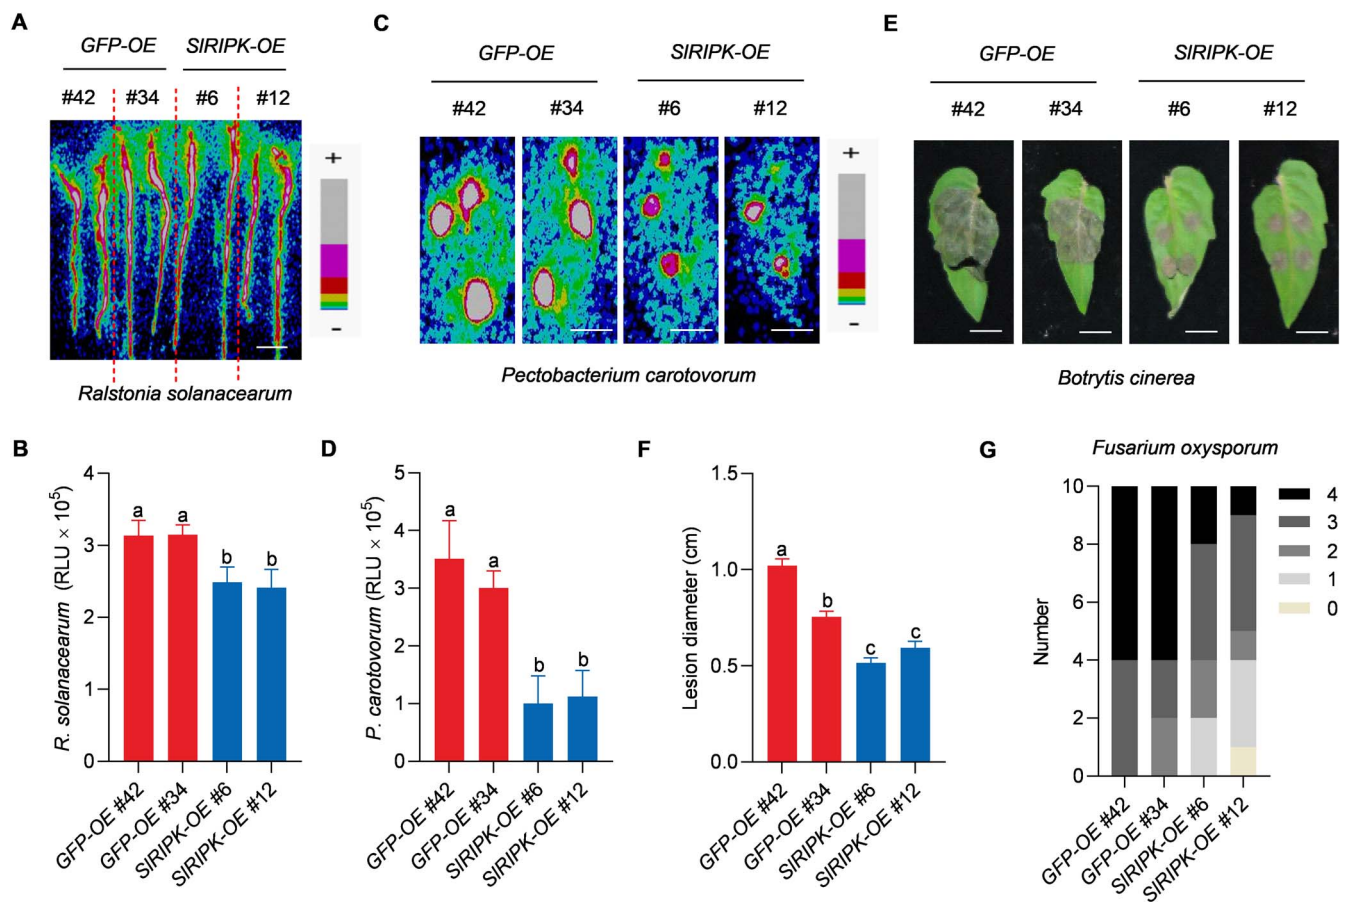 A
GFP-OE SlRIPK-OE
#42 #34 #6 #12
+
-
Ralstonia solanacearum
C
GFP-OE SlRIPK-OE
#42 #34 #6 #12
+
-
Pectobacterium carotovorum
E
GFP-OE SlRIPK-OE
#42 #34 #6 #12
Botrytis cinerea
B
R. solanacearum (RLU × 10⁵)
4
3
2
1
0
a a b b
GFP-OE #42
GFP-OE #34
SlRIPK-OE #6
SlRIPK-OE #12
D
P. carotovorum (RLU × 10⁵)
5
4
3
2
1
0
a a b b
GFP-OE #42
GFP-OE #34
SlRIPK-OE #6
SlRIPK-OE #12
F
Lesion diameter (cm)
1.5
1.0
0.5
0.0
a b c c
GFP-OE #42
GFP-OE #34
SlRIPK-OE #6
SlRIPK-OE #12
G
Fusarium oxysporum
Number
10
8
6
4
2
0
4
3
2
1
0
GFP-OE #42
GFP-OE #34
SlRIPK-OE #6
SlRIPK-OE #12